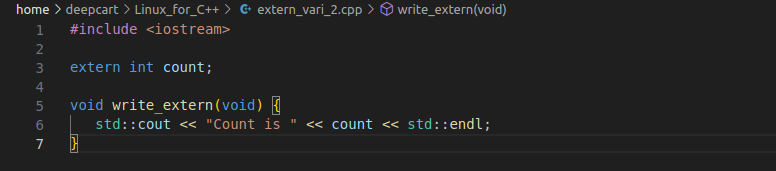 home > deepcart > Linux_for_C++ > extern_vari_2.cpp > write_extern(void)
1 #include <iostream>
2
3 extern int count;
4
5 void write_extern(void) {
6    std::cout << "Count is " << count << std::endl;
7 }